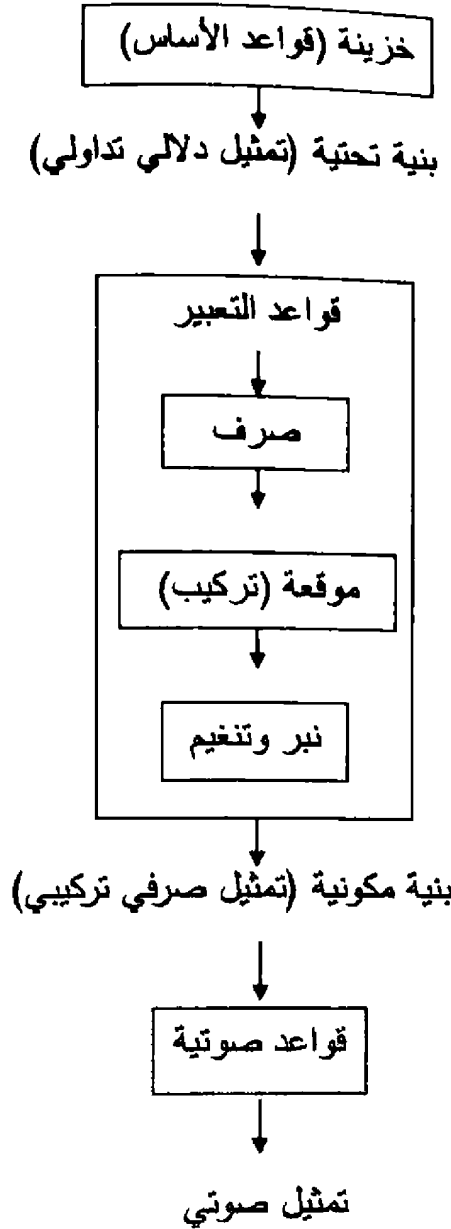 خزينة (قواعد الأساس)
بنية تحتية (تمثيل دلالي تداولي)
قواعد التعبير
صرف
موقعة (تركيب)
نبر وتنغيم
بنية مكونية (تمثيل صرفي تركيبي)
قواعد صوتية
تمثيل صوتي